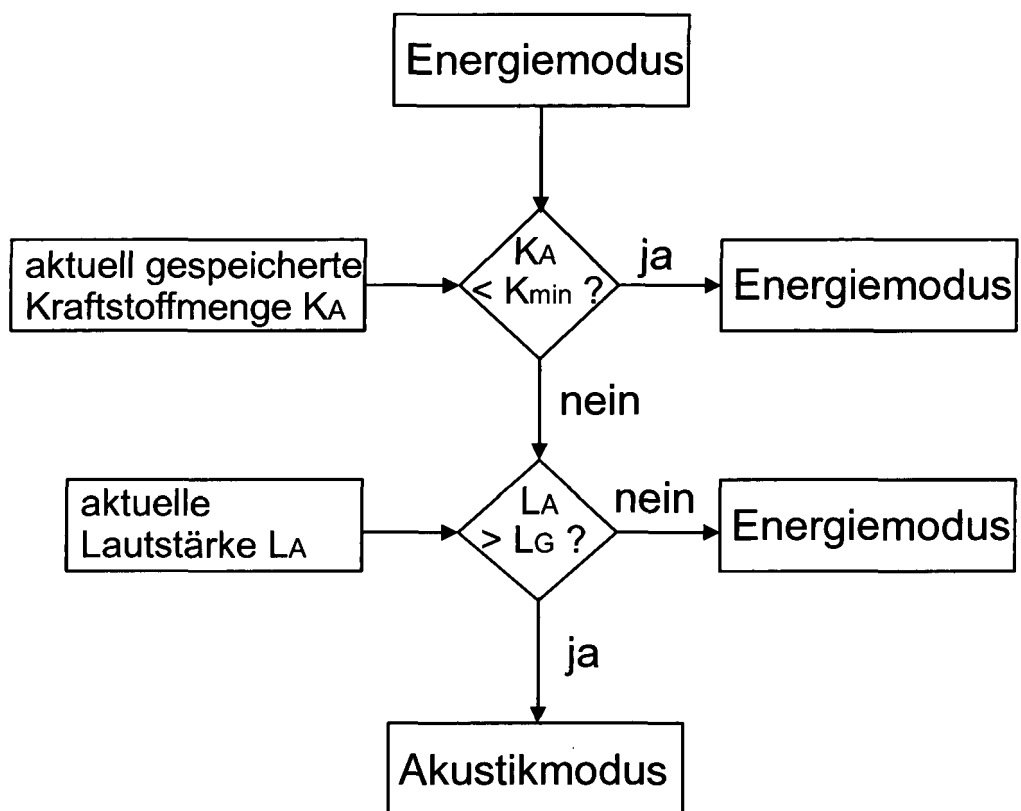 Energiemodus
KA
< Kmin ?
ja
aktuell gespeicherte
Kraftstoffmenge KA
Energiemodus
nein
LA
> LG ?
nein
aktuelle
Lautstärke LA
Energiemodus
ja
Akustikmodus